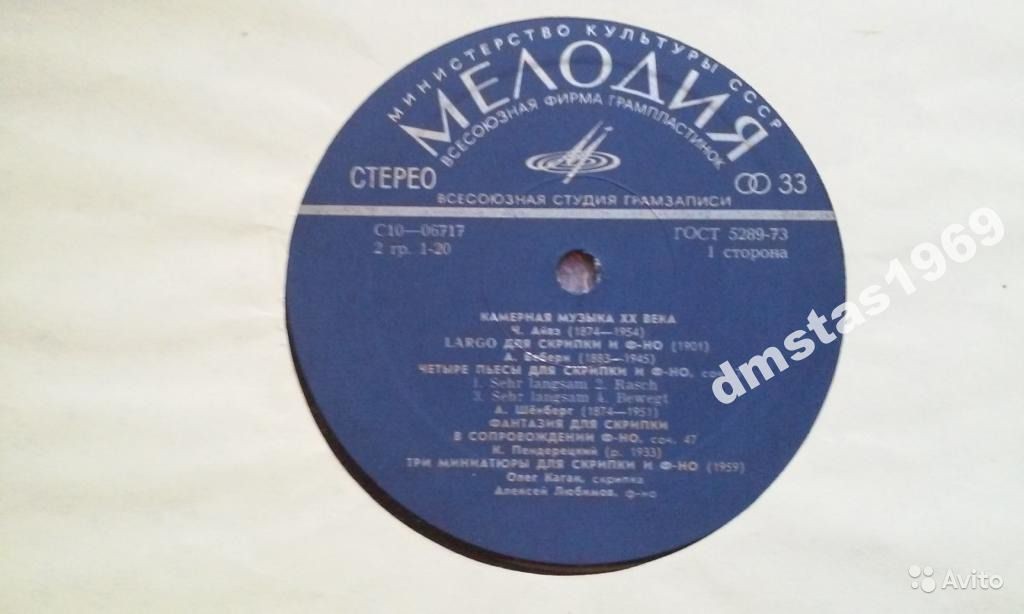 МИНИСТЕРСТВО КУЛЬТУРЫ СССР
МЕЛОДИЯ
ВСЕСОЮЗНАЯ ФИРМА ГРАМПЛАСТИНОК
СТЕРЕО
33
ВСЕСОЮЗНАЯ СТУДИЯ ГРАМЗАПИСИ
С10—06717
ГОСТ 5289-73
2 гр. 1-20
1 сторона
КАМЕРНАЯ МУЗЫКА XX ВЕКА
Ч. Айвз (1874—1954)
LARGO ДЛЯ СКРИПКИ И Ф-НО (1901)
А. Веберн (1883—1945)
ЧЕТЫРЕ ПЬЕСЫ ДЛЯ СКРИПКИ И Ф-НО, соч.
1. Sehr langsam 2. Rasch
3. Sehr langsam 4. Bewegt
А. Шёнберг (1874—1951)
ФАНТАЗИЯ ДЛЯ СКРИПКИ
В СОПРОВОЖДЕНИИ Ф-НО, соч. 47
К. Пендерецкий (р. 1933)
ТРИ МИНИАТЮРЫ ДЛЯ СКРИПКИ И Ф-НО (1959)
Олег Каган, скрипка
Алексей Любимов, ф-но
dmstas1969
Avito